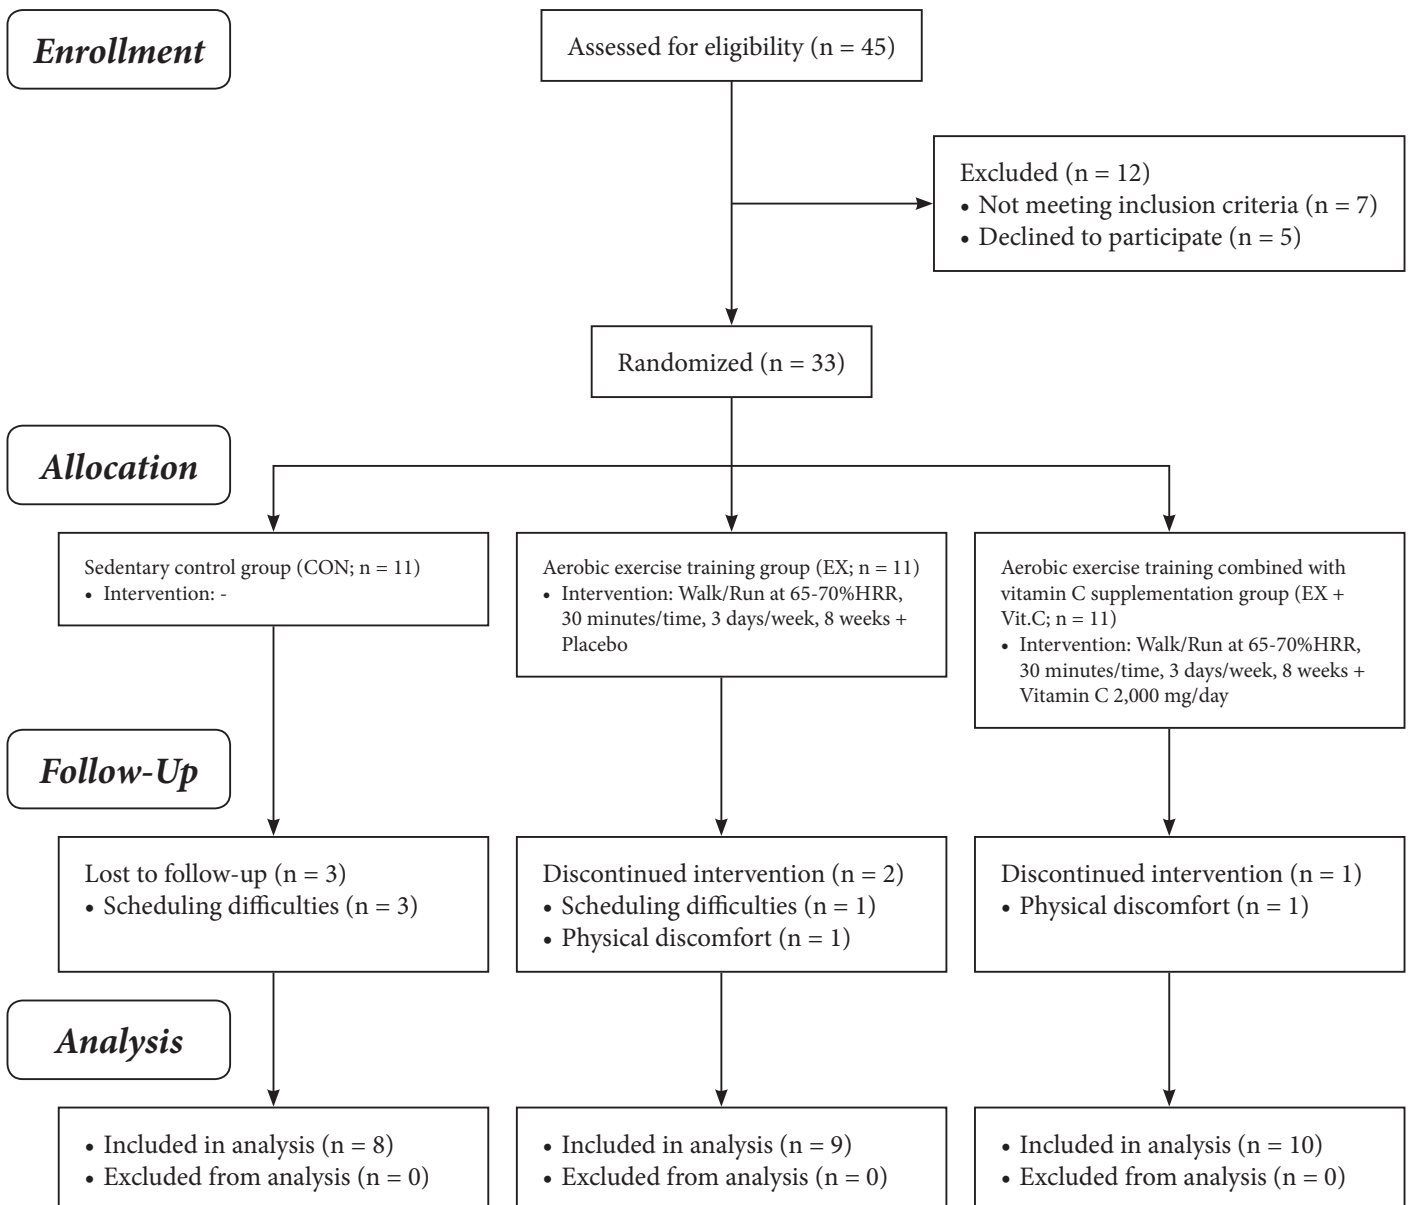 Enrollment
Assessed for eligibility (n = 45)
Excluded (n = 12)
• Not meeting inclusion criteria (n = 7)
• Declined to participate (n = 5)
Randomized (n = 33)
Allocation
Sedentary control group (CON; n = 11)
• Intervention: -
Aerobic exercise training group (EX; n = 11)
• Intervention: Walk/Run at 65-70%HRR,
30 minutes/time, 3 days/week, 8 weeks +
Placebo
Aerobic exercise training combined with
vitamin C supplementation group (EX +
Vit.C; n = 11)
• Intervention: Walk/Run at 65-70%HRR,
30 minutes/time, 3 days/week, 8 weeks +
Vitamin C 2,000 mg/day
Follow-Up
Lost to follow-up (n = 3)
• Scheduling difficulties (n = 3)
Discontinued intervention (n = 2)
• Scheduling difficulties (n = 1)
• Physical discomfort (n = 1)
Discontinued intervention (n = 1)
• Physical discomfort (n = 1)
Analysis
• Included in analysis (n = 8)
• Excluded from analysis (n = 0)
• Included in analysis (n = 9)
• Excluded from analysis (n = 0)
• Included in analysis (n = 10)
• Excluded from analysis (n = 0)